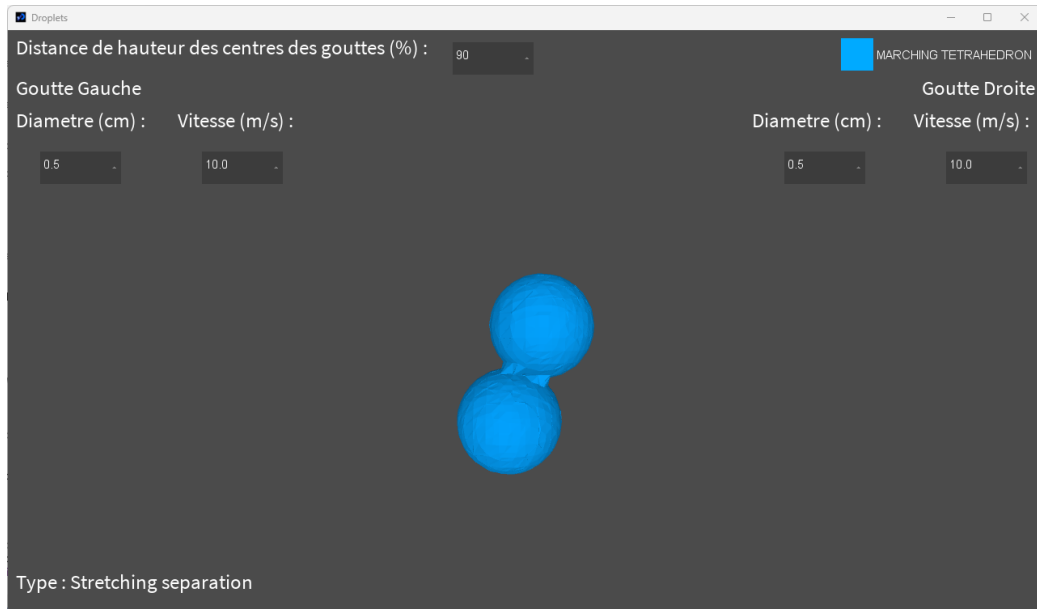 Droplets
Distance de hauteur des centres des gouttes (%) : 90 MARCHING TETRAHEDRON
Goutte Gauche Goutte Droite
Diametre (cm) : Vitesse (m/s) : Diametre (cm) : Vitesse (m/s) :
0.5 10.0 0.5 10.0
Type : Stretching separation